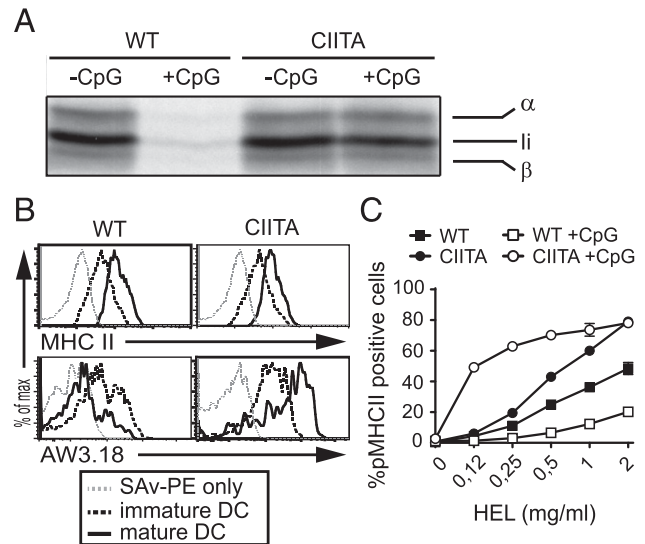 A
WT CIITA
-CpG +CpG -CpG +CpG
α
Ii
β
B
WT CIITA
% of max
MHC II
AW3.18
SAv-PE only
immature DC
mature DC
C
WT WT +CpG
CIITA CIITA +CpG
%pMHCII positive cells
100
80
60
40
20
0
0 0,12 0,25 0,5 1 2
HEL (mg/ml)